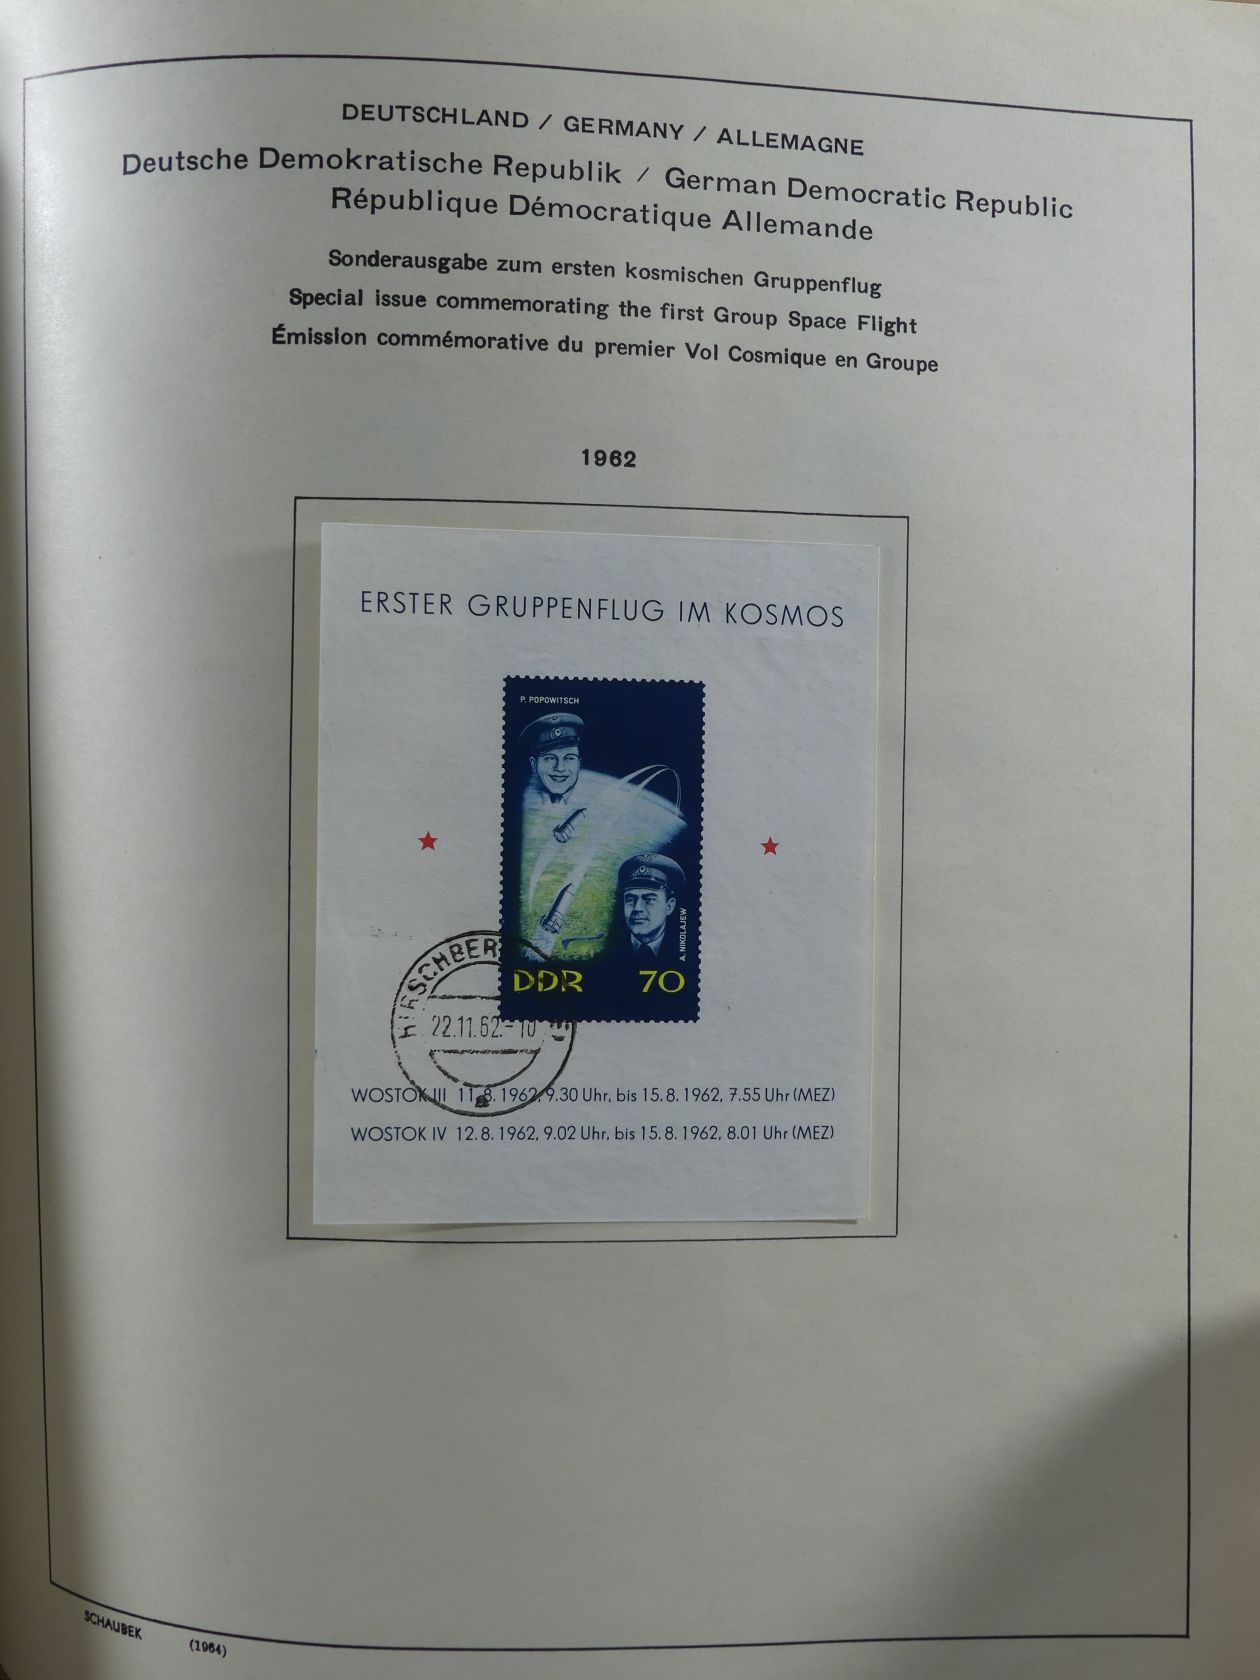 DEUTSCHLAND / GERMANY / ALLEMAGNE
Deutsche Demokratische Republik / German Democratic Republic
République Démocratique Allemande
Sonderausgabe zum ersten kosmischen Gruppenflug
Special issue commemorating the first Group Space Flight
Émission commémorative du premier Vol Cosmique en Groupe
1962
ERSTER GRUPPENFLUG IM KOSMOS
P. POPOWITSCH
A. NIKOLAJEW
DDR 70
HIRSCHBER
22.11.62.-10
a
WOSTOK III 11.8.1962, 9.30 Uhr, bis 15.8.1962, 7.55 Uhr (MEZ)
WOSTOK IV 12.8.1962, 9.02 Uhr, bis 15.8.1962, 8.01 Uhr (MEZ)
SCHAUBEK (1964)